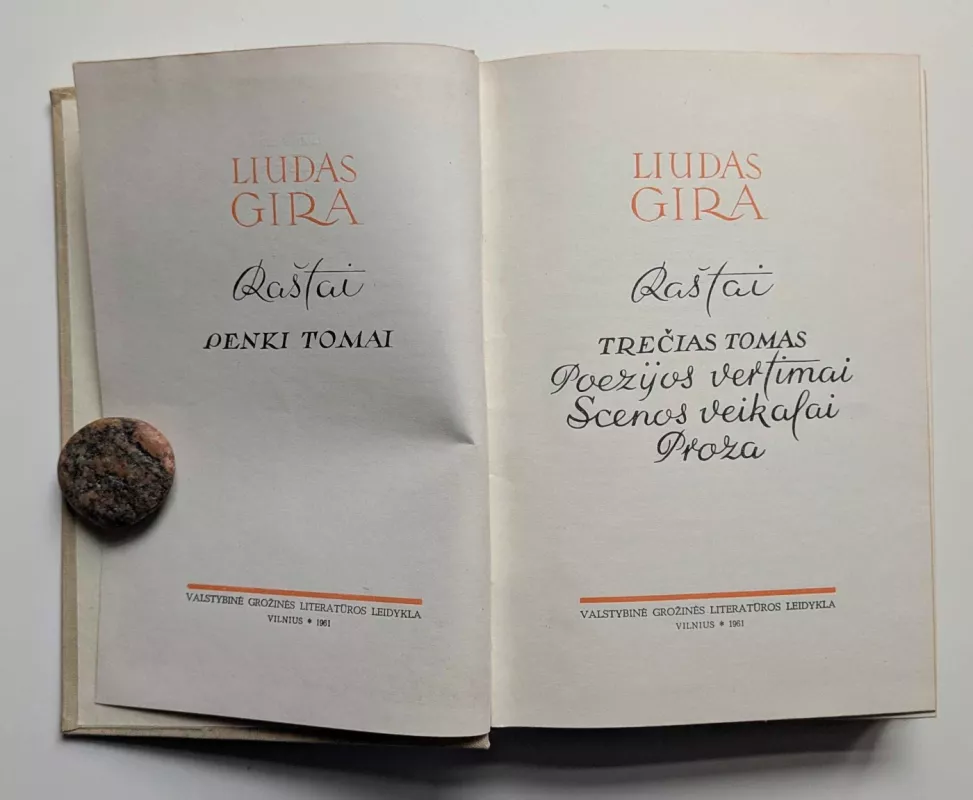 LIUDAS
GIRA
Raštai
PENKI TOMAI
VALSTYBINĖ GROŽINĖS LITERATŪROS LEIDYKLA
VILNIUS * 1961
LIUDAS
GIRA
Raštai
TREČIAS TOMAS
Poezijos vertimai
Scenos veikalai
Proza
VALSTYBINĖ GROŽINĖS LITERATŪROS LEIDYKLA
VILNIUS * 1961